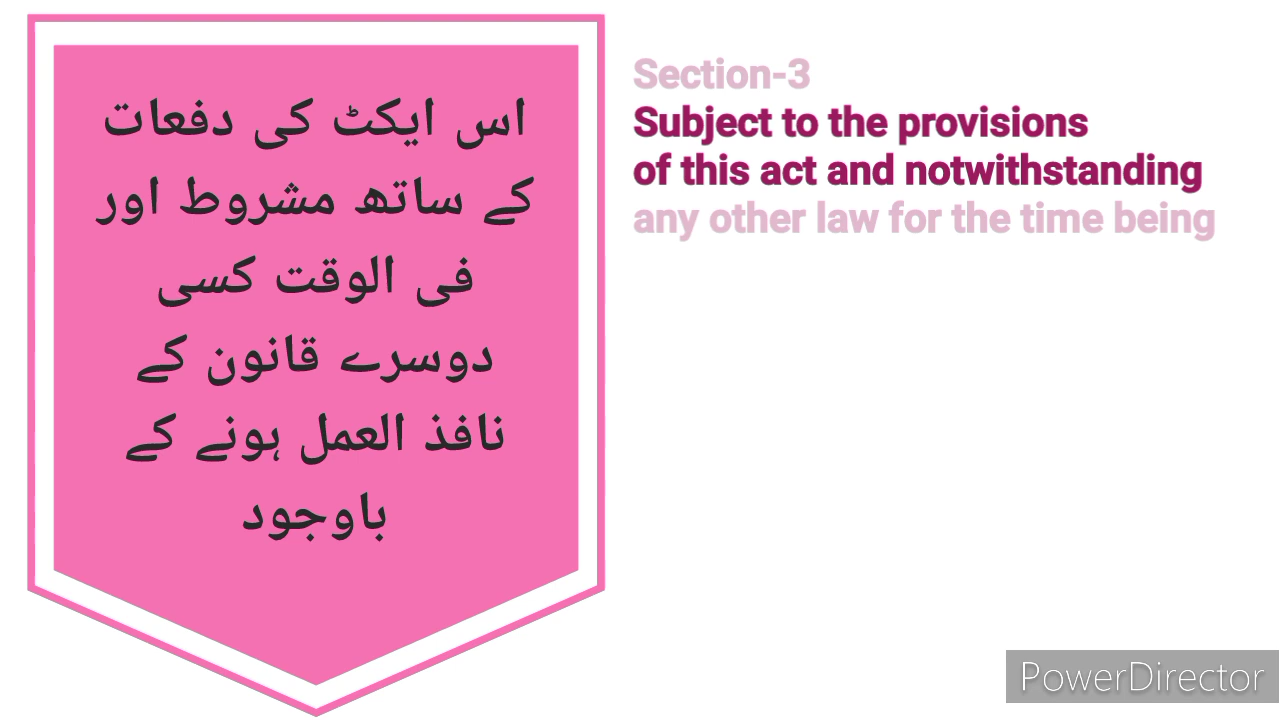 اس ایکٹ کی دفعات
کے ساتھ مشروط اور
فی الوقت کسی
دوسرے قانون کے
نافذ العمل ہونے کے
باوجود
Section-3
Subject to the provisions
of this act and notwithstanding
any other law for the time being
PowerDirector